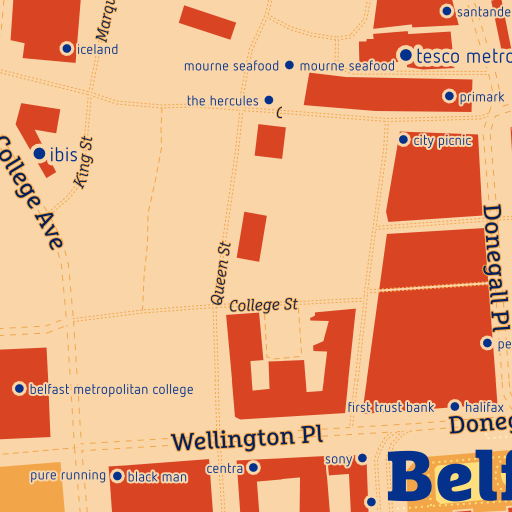 santander
iceland
Marqu
tesco metro
mourne seafood
mourne seafood
primark
the hercules
C
city picnic
King St
ibis
College Ave
Donegall Pl
Queen St
College St
pe
belfast metropolitan college
first trust bank
halifax
Doneg
Wellington Pl
sony
centra
Belf
pure running
black man